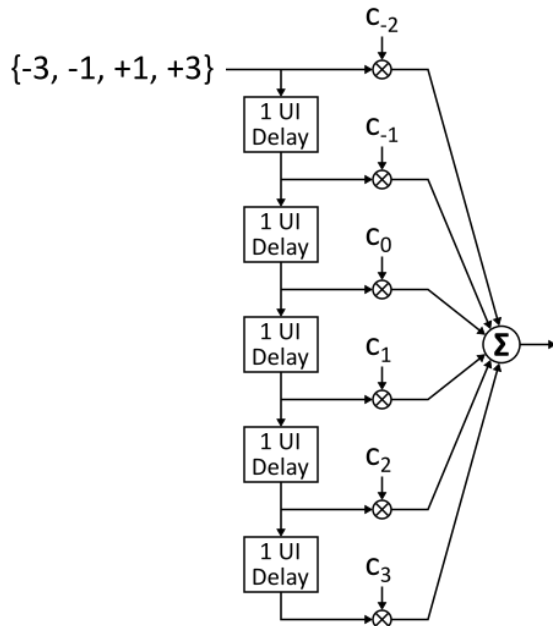 C₋₂
{-3, -1, +1, +3}
1 UI
Delay
C₋₁
1 UI
Delay
C₀
1 UI
Delay
C₁
Σ
1 UI
Delay
C₂
1 UI
Delay
C₃